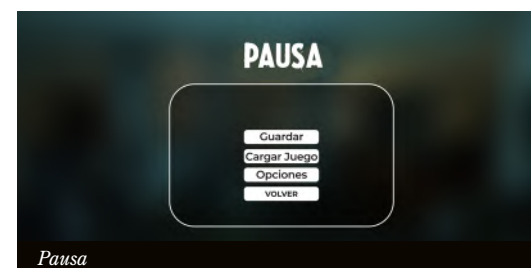 PAUSA
Guardar
Cargar Juego
Opciones
VOLVER
Pausa